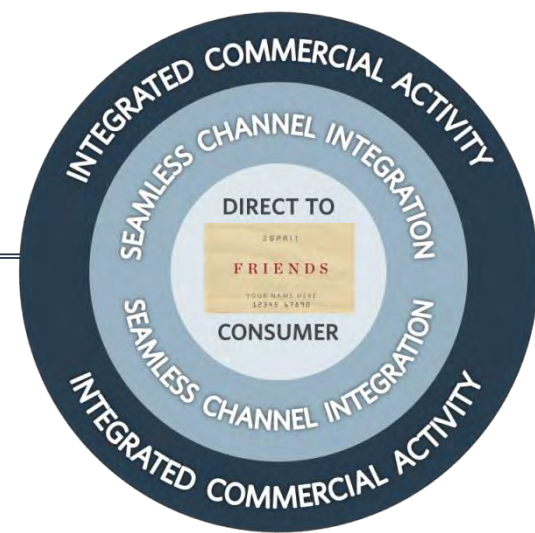 INTEGRATED COMMERCIAL ACTIVITY
SEAMLESS CHANNEL INTEGRATION
DIRECT TO
ESPRIT
FRIENDS
YOUR NAME HERE
12345 67890
CONSUMER
SEAMLESS CHANNEL INTEGRATION
INTEGRATED COMMERCIAL ACTIVITY